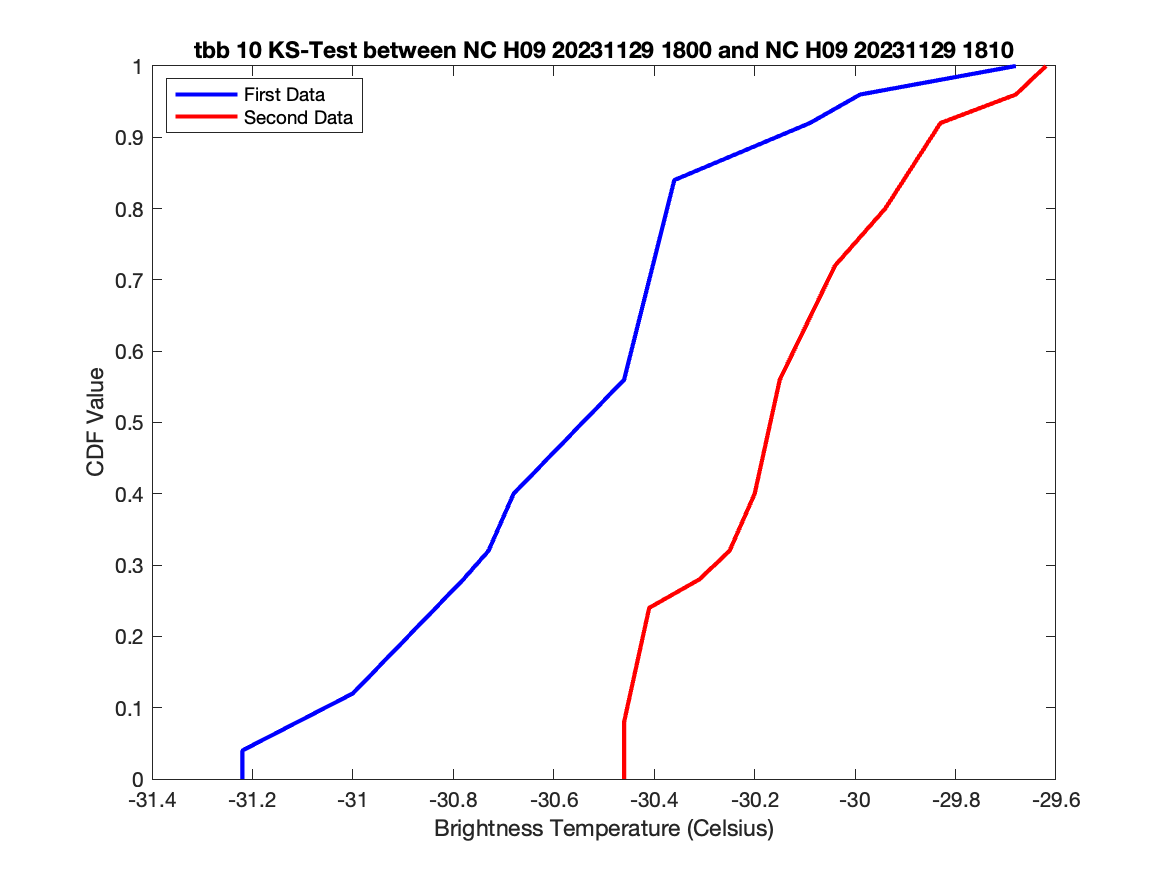 tbb 10 KS-Test between NC H09 20231129 1800 and NC H09 20231129 1810
First Data
Second Data
1
0.9
0.8
0.7
0.6
0.5
0.4
0.3
0.2
0.1
0
CDF Value
-31.4 -31.2 -31 -30.8 -30.6 -30.4 -30.2 -30 -29.8 -29.6
Brightness Temperature (Celsius)